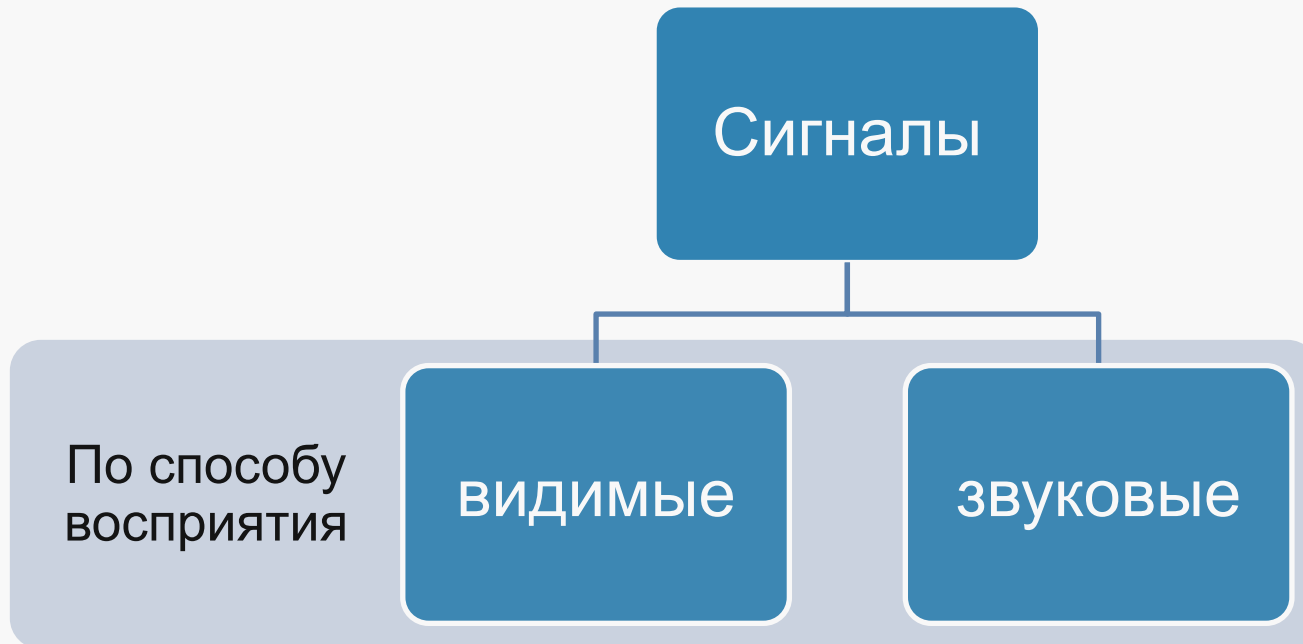 Сигналы
По способу
восприятия
видимые
звуковые